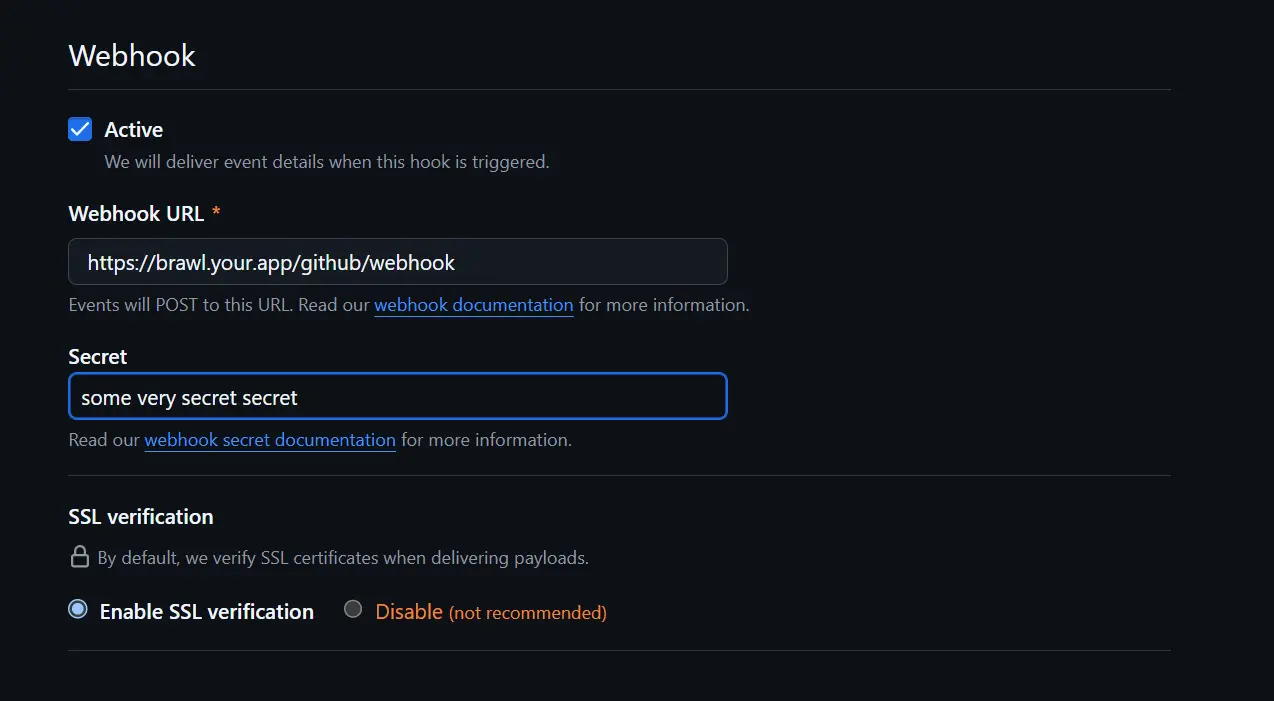 Webhook
Active
We will deliver event details when this hook is triggered.
Webhook URL *
https://brawl.your.app/github/webhook
Events will POST to this URL. Read our webhook documentation for more information.
Secret
some very secret secret
Read our webhook secret documentation for more information.
SSL verification
By default, we verify SSL certificates when delivering payloads.
Enable SSL verification Disable (not recommended)